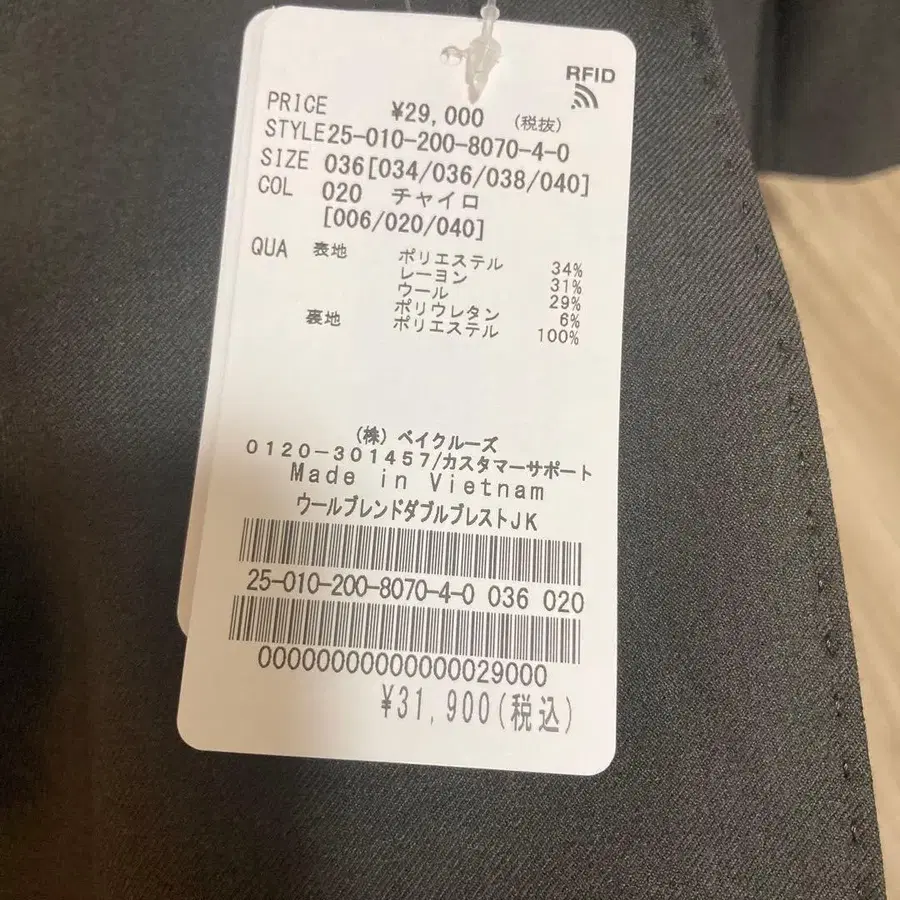 RFID
PRICE ¥29,000 (税抜)
STYLE 25-010-200-8070-4-0
SIZE 036[034/036/038/040]
COL 020 チャイロ
[006/020/040]
QUA 表地 ポリエステル 34%
レーヨン 31%
ウール 29%
ポリウレタン 6%
裏地 ポリエステル 100%
(株) ベイクルーズ
0120-301457/カスタマーサポート
Made in Vietnam
ウールブレンドダブルブレストJK
25-010-200-8070-4-0 036 020
00000000000000029000
¥31,900(税込)